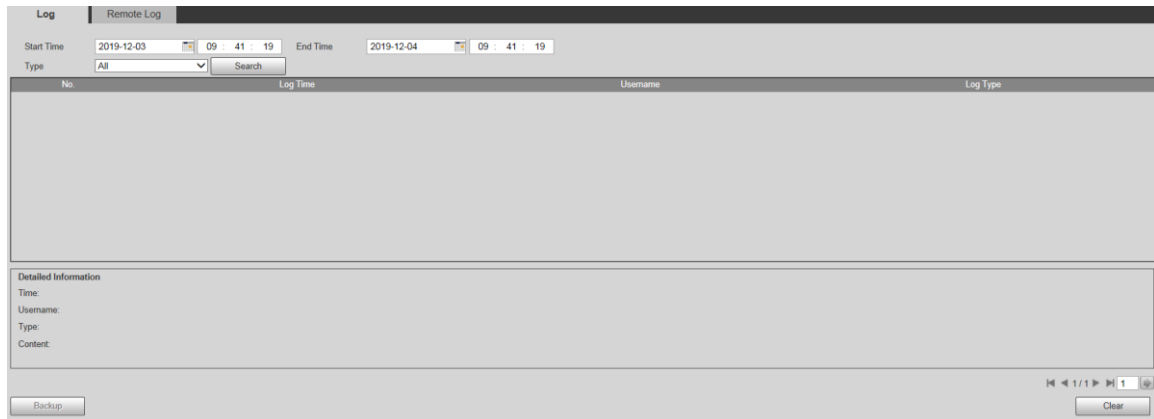 Log Remote Log
Start Time 2019-12-03 09 : 41 : 19 End Time 2019-12-04 09 : 41 : 19
Type All Search
No. Log Time Username Log Type
Detailed Information
Time:
Username:
Type:
Content:
1 / 1 1
Backup Clear